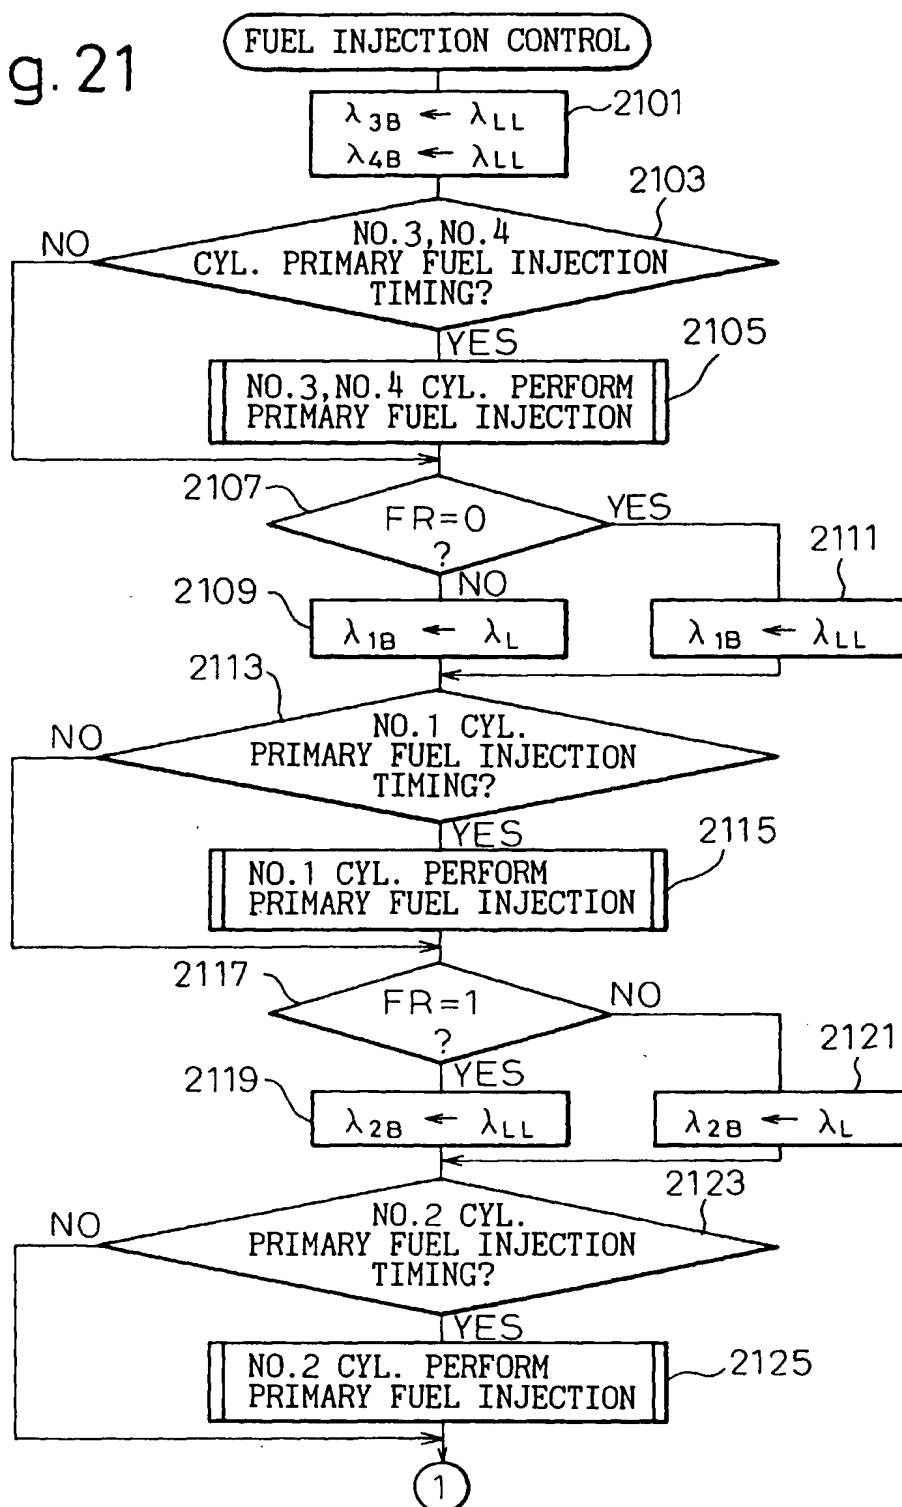 g. 21
FUEL INJECTION CONTROL
2101
λ3B ← λLL
λ4B ← λLL
2103
NO
NO.3, NO.4
CYL. PRIMARY FUEL INJECTION
TIMING?
YES
2105
NO.3, NO.4 CYL. PERFORM
PRIMARY FUEL INJECTION
2107
FR=0
?
YES
NO
2109
λ1B ← λL
2111
λ1B ← λLL
2113
NO
NO.1 CYL.
PRIMARY FUEL INJECTION
TIMING?
YES
2115
NO.1 CYL. PERFORM
PRIMARY FUEL INJECTION
2117
FR=1
?
NO
YES
2119
λ2B ← λLL
2121
λ2B ← λL
2123
NO
NO.2 CYL.
PRIMARY FUEL INJECTION
TIMING?
YES
2125
NO.2 CYL. PERFORM
PRIMARY FUEL INJECTION
1